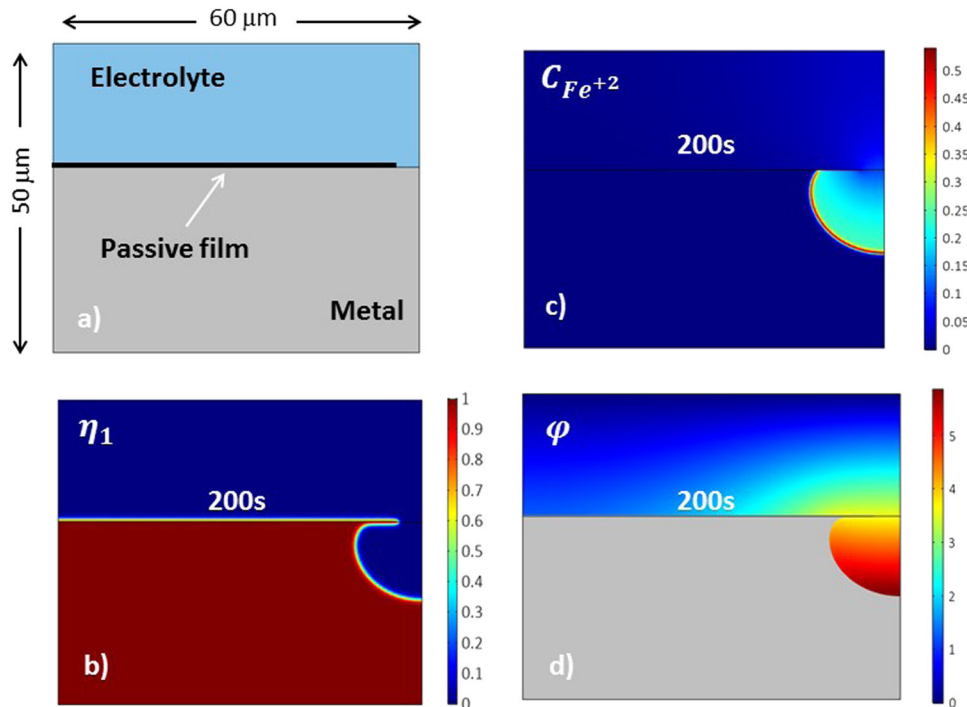 60 μm
50 μm
Electrolyte
Passive film
Metal
a)
C_{Fe^{+2}}
200s
c)
0.5
0.45
0.4
0.35
0.3
0.25
0.2
0.15
0.1
0.05
0
η₁
200s
b)
1
0.9
0.8
0.7
0.6
0.5
0.4
0.3
0.2
0.1
0
φ
200s
d)
5
4
3
2
1
0